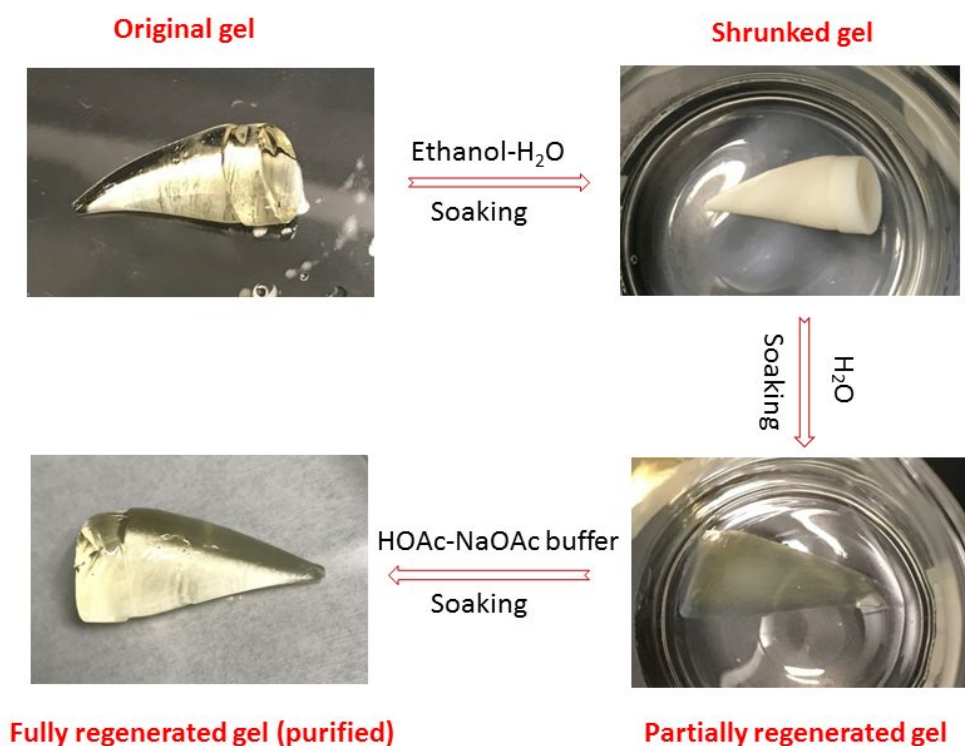 Original gel
Shrunked gel
Ethanol-H₂O
Soaking
H₂O
Soaking
HOAc-NaOAc buffer
Soaking
Fully regenerated gel (purified)
Partially regenerated gel